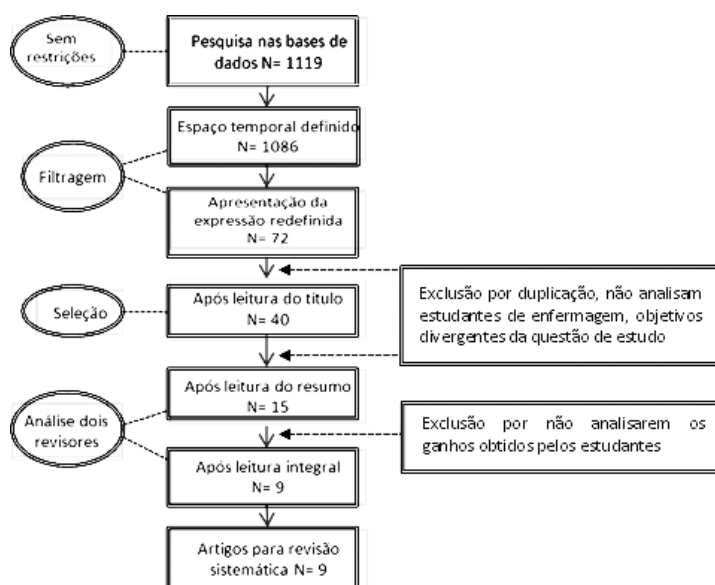 Sem
restrições
Pesquisa nas bases de
dados N= 1119
Espaço temporal definido
N= 1086
Filtragem
Apresentação da
expressão redefinida
N= 72
Seleção
Após leitura do título
N= 40
Exclusão por duplicação, não analisam
estudantes de enfermagem, objetivos
divergentes da questão de estudo
Após leitura do resumo
N= 15
Análise dois
revisores
Exclusão por não analisarem os
ganhos obtidos pelos estudantes
Após leitura integral
N= 9
Artigos para revisão
sistemática N= 9